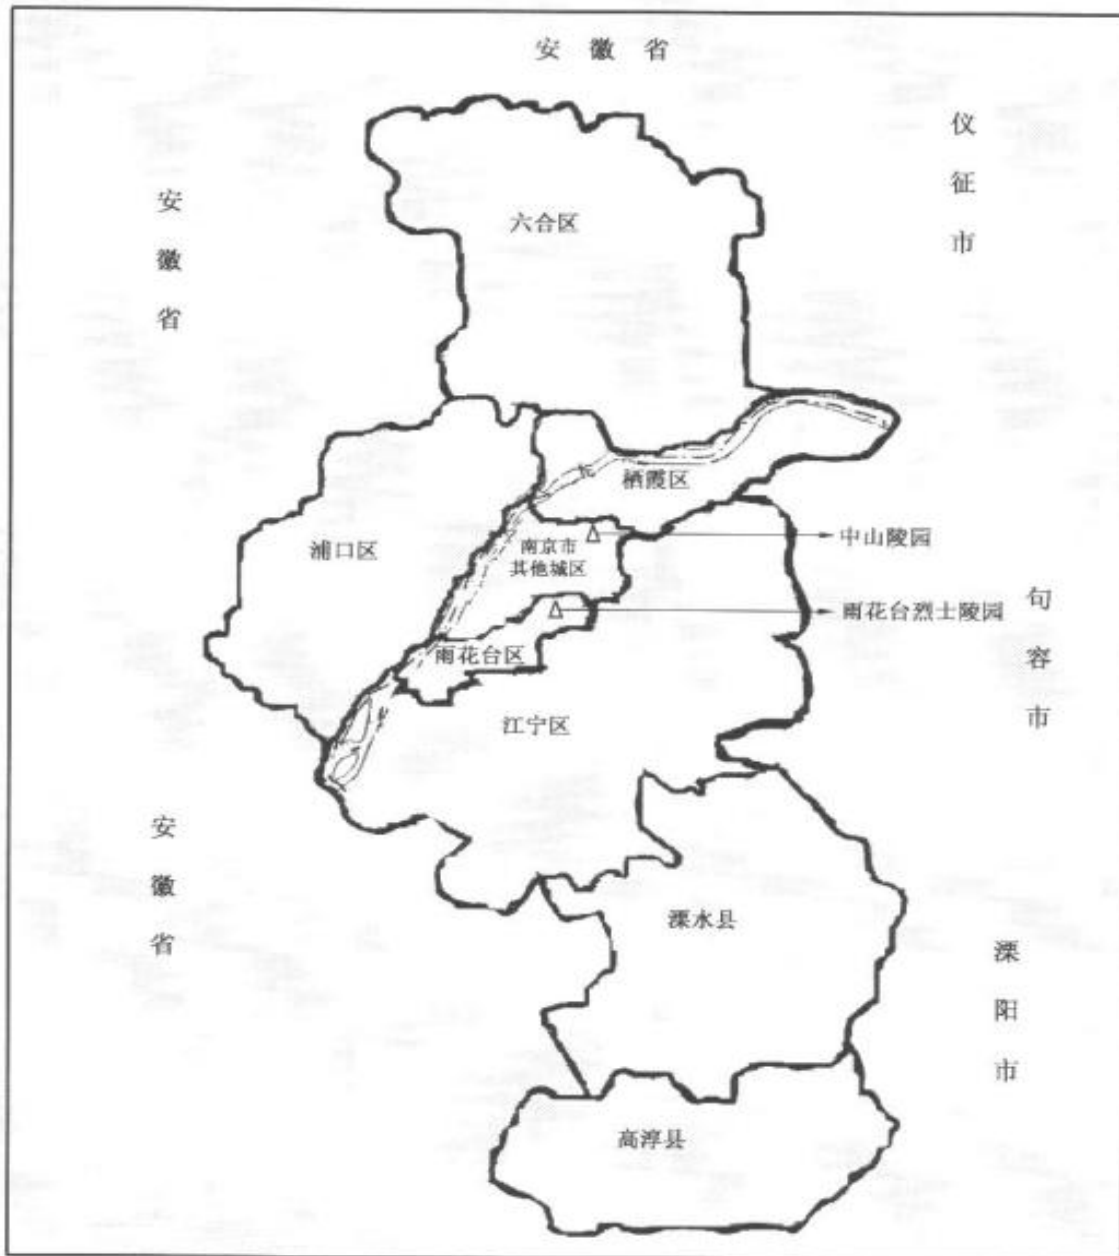 安徽省
仪征市
安徽省
六合区
栖霞区
浦口区
南京市
其他城区
中山陵园
雨花台烈士陵园
句容市
雨花台区
江宁区
安徽省
溧水县
溧阳市
高淳县